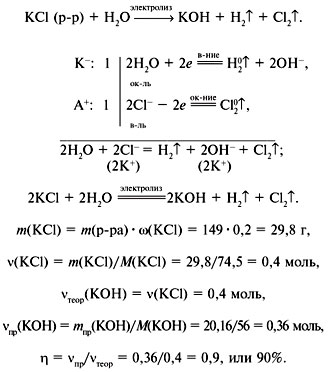 KCl (р-р) + H₂O —электролиз→ KOH + H₂↑ + Cl₂↑.
K⁻: 1 | 2H₂O + 2e =в-ние= H₂⁰↑ + 2OH⁻,
ок-ль
A⁺: 1 | 2Cl⁻ − 2e =ок-ние= Cl₂⁰↑,
в-ль
2H₂O + 2Cl⁻ = H₂↑ + 2OH⁻ + Cl₂↑;
(2K⁺) (2K⁺)
2KCl + 2H₂O =электролиз= 2KOH + H₂↑ + Cl₂↑.
m(KCl) = m(р-ра) · ω(KCl) = 149 · 0,2 = 29,8 г,
ν(KCl) = m(KCl)/M(KCl) = 29,8/74,5 = 0,4 моль,
νтеор(KOH) = ν(KCl) = 0,4 моль,
νпр(KOH) = mпр(KOH)/M(KOH) = 20,16/56 = 0,36 моль,
η = νпр/νтеор = 0,36/0,4 = 0,9, или 90%.